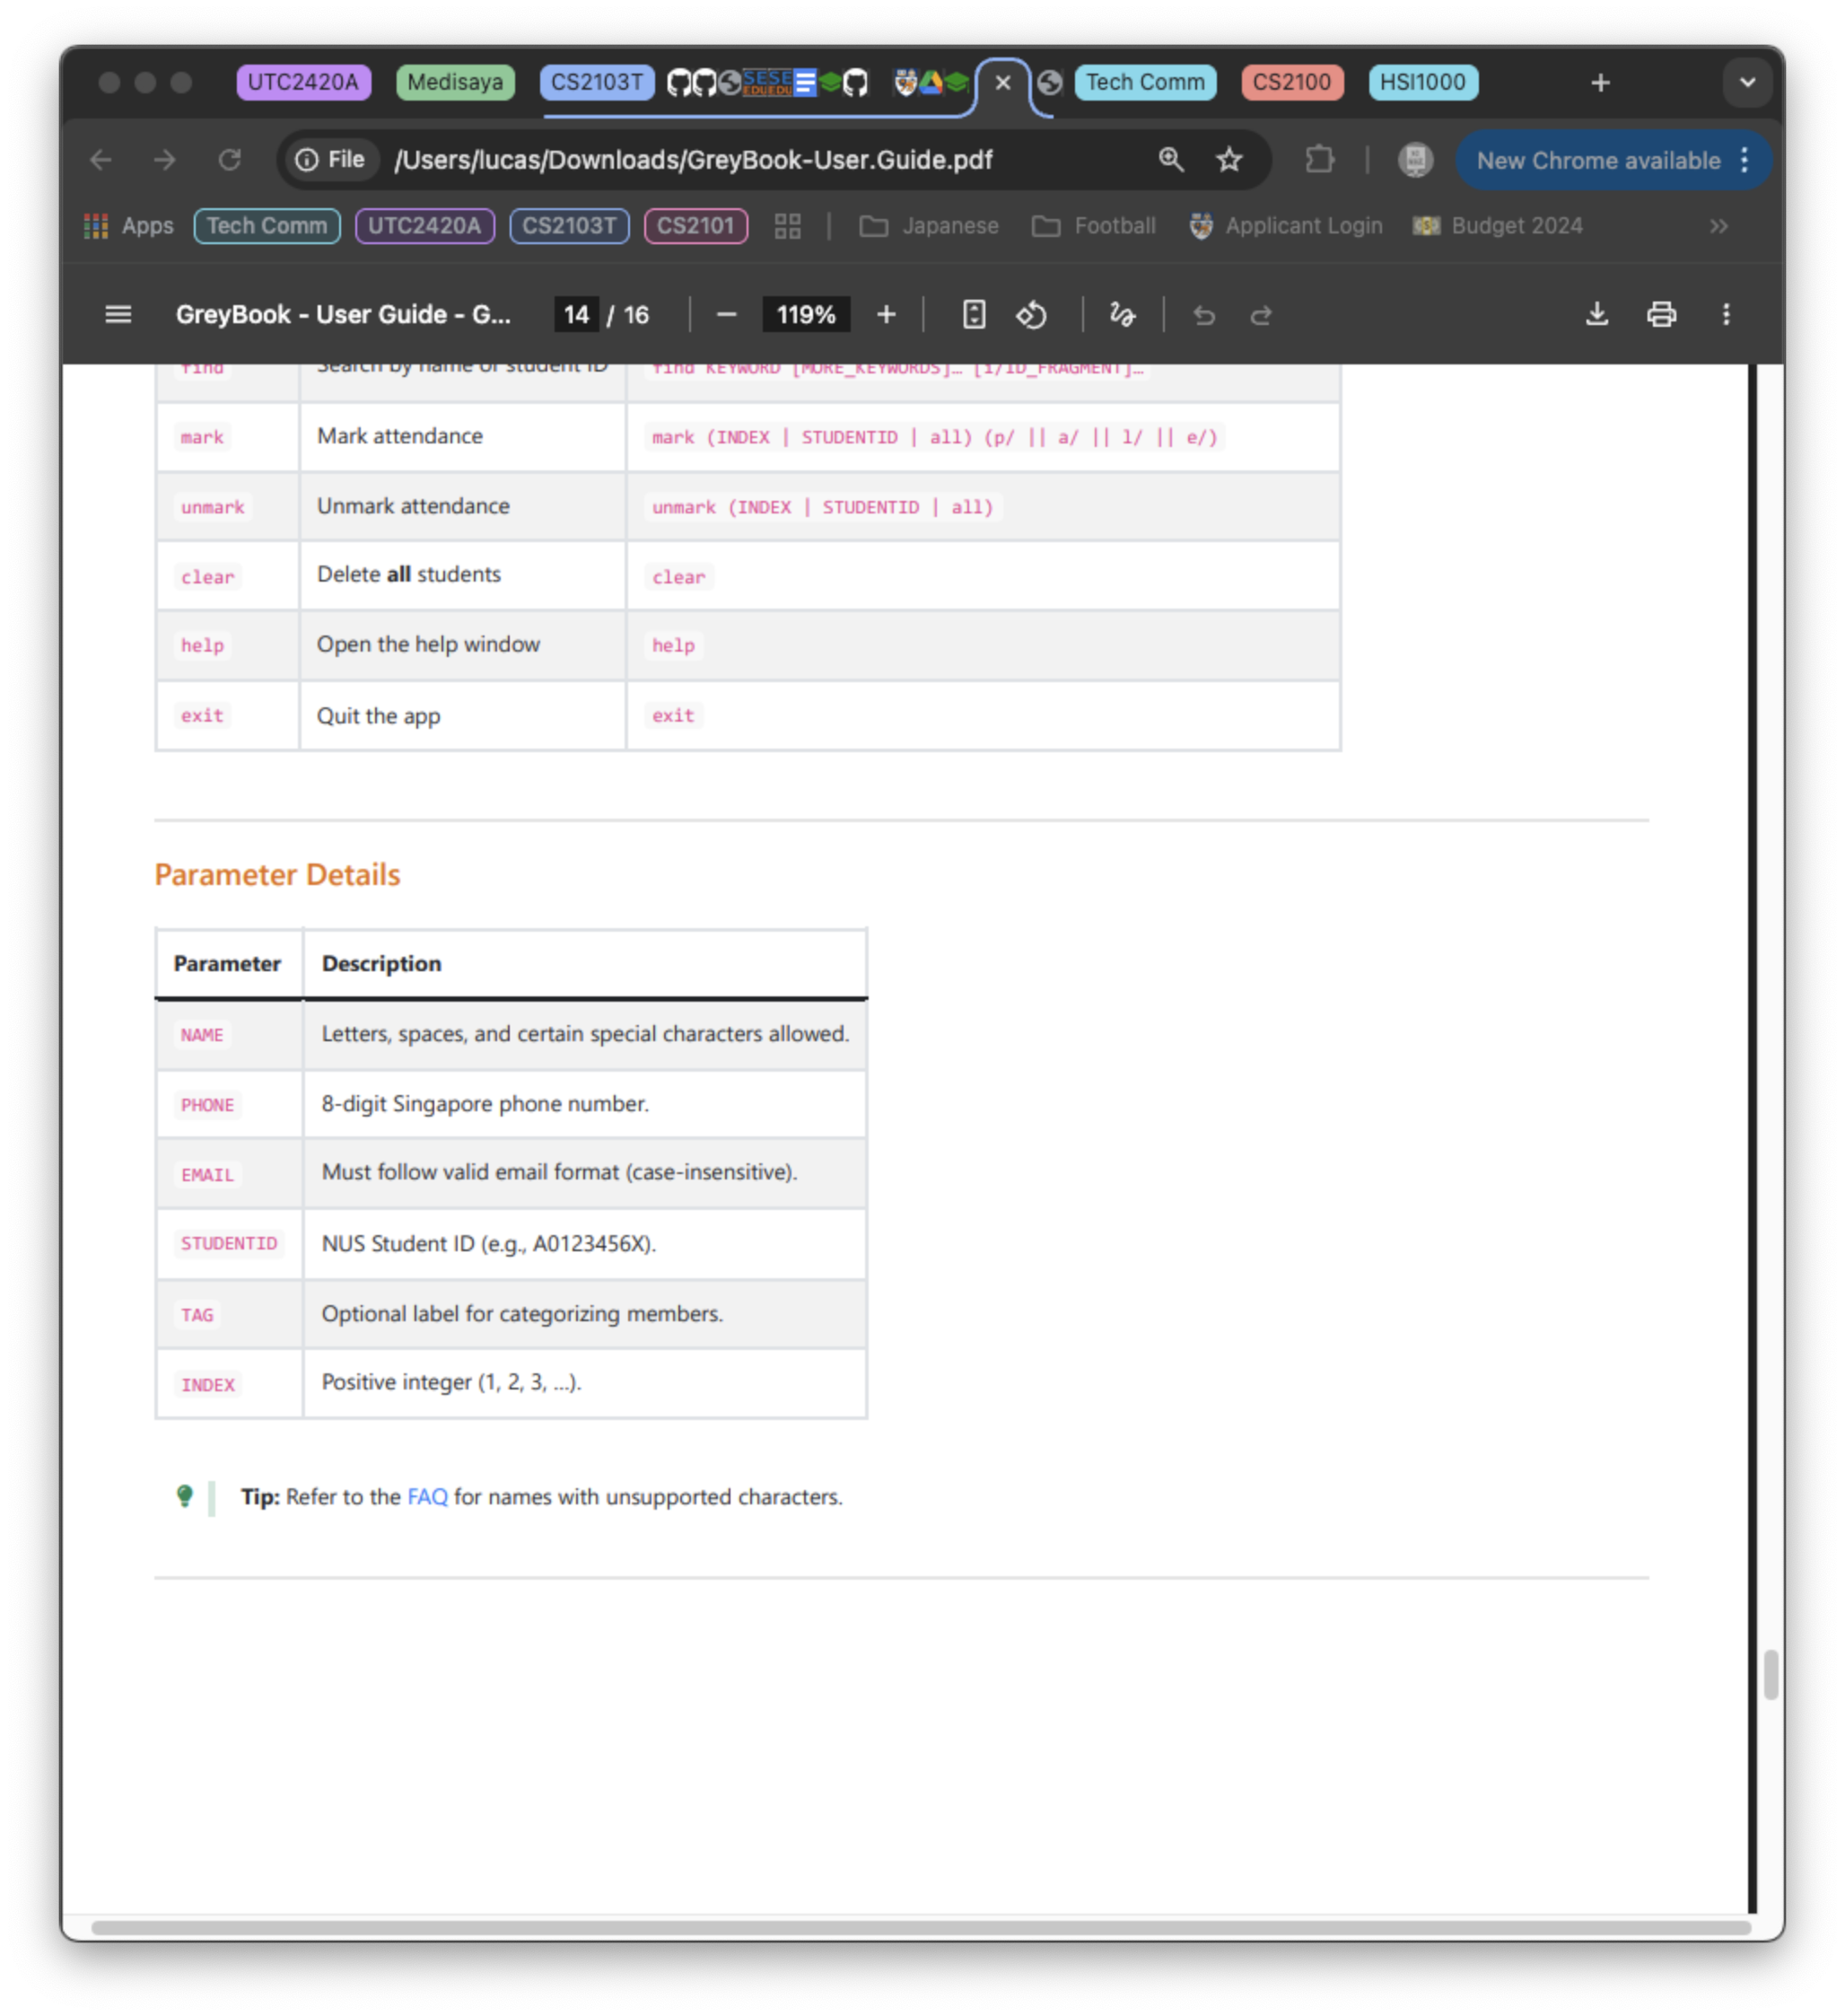 UTC2420A Medisaya CS2103T SESE EDUEDU Tech Comm CS2100 HSI1000
File /Users/lucas/Downloads/GreyBook-User.Guide.pdf New Chrome available
Apps Tech Comm UTC2420A CS2103T CS2101 Japanese Football Applicant Login Budget 2024
GreyBook - User Guide - G... 14 / 16 119%
find Search by name or student ID find KEYWORD [MORE_KEYWORDS]… [i/ID_FRAGMENT]…
mark Mark attendance mark (INDEX | STUDENTID | all) (p/ || a/ || l/ || e/)
unmark Unmark attendance unmark (INDEX | STUDENTID | all)
clear Delete all students clear
help Open the help window help
exit Quit the app exit
Parameter Details
Parameter Description
NAME Letters, spaces, and certain special characters allowed.
PHONE 8-digit Singapore phone number.
EMAIL Must follow valid email format (case-insensitive).
STUDENTID NUS Student ID (e.g., A0123456X).
TAG Optional label for categorizing members.
INDEX Positive integer (1, 2, 3, ...).
Tip: Refer to the FAQ for names with unsupported characters.